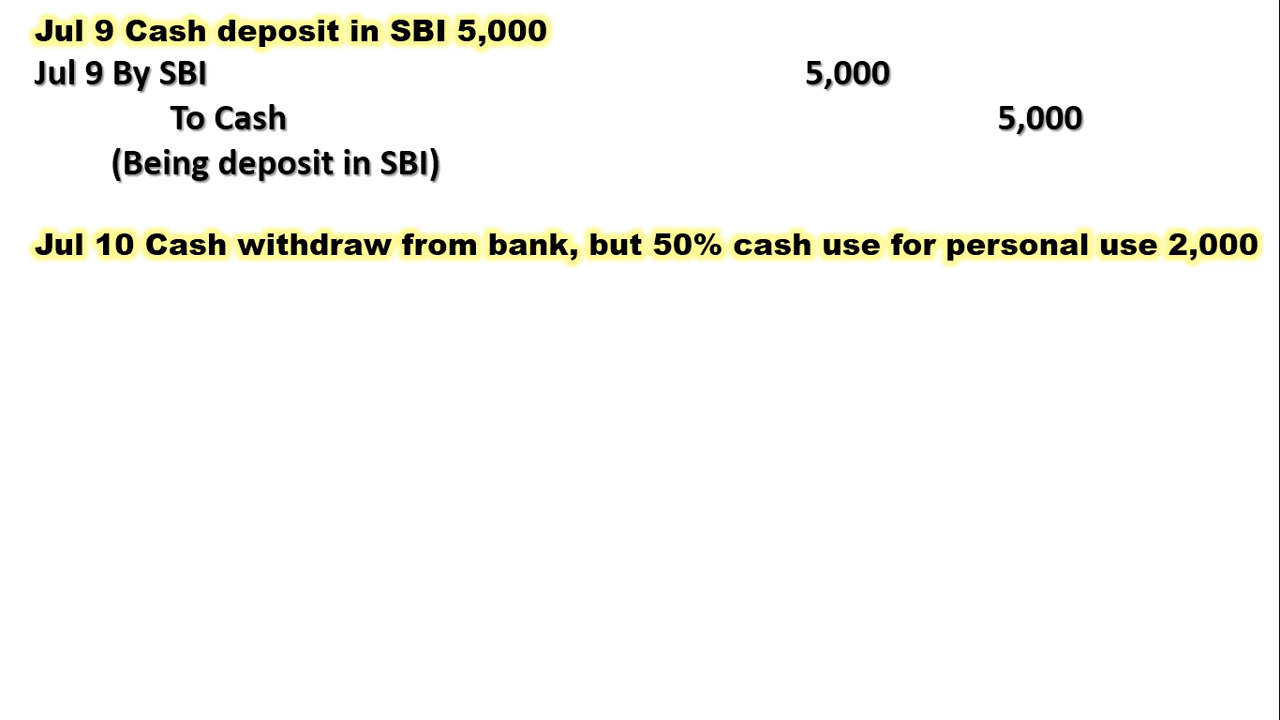 Jul 9 Cash deposit in SBI 5,000
Jul 9 By SBI 5,000
To Cash 5,000
(Being deposit in SBI)
Jul 10 Cash withdraw from bank, but 50% cash use for personal use 2,000